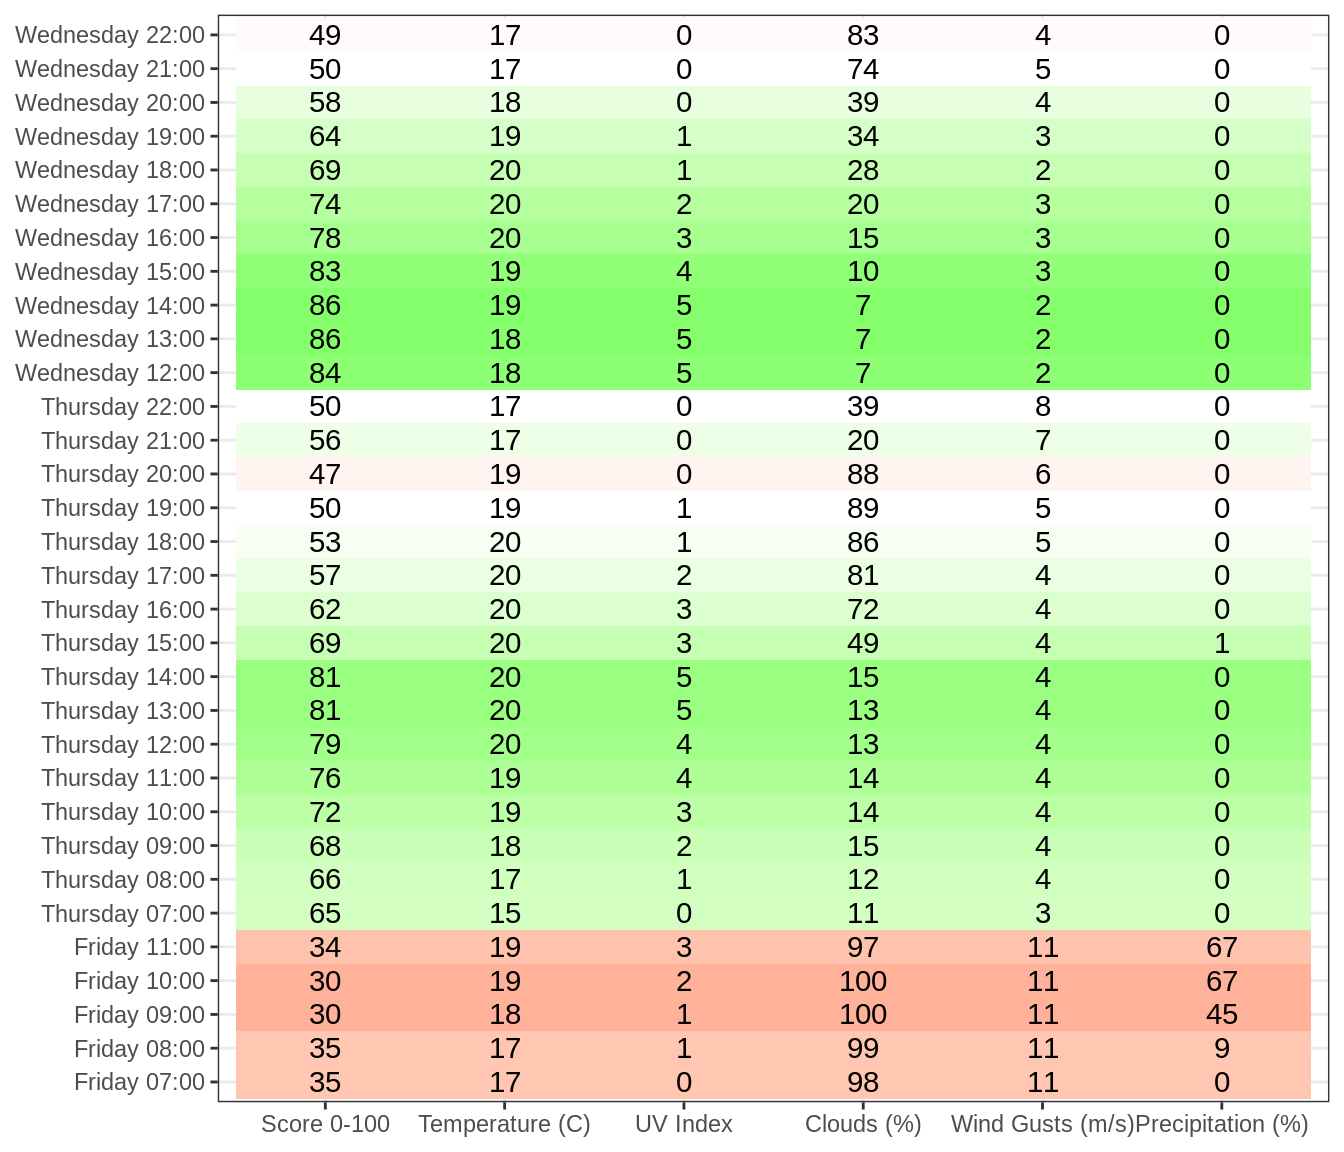 Wednesday 22:00 49 17 0 83 4 0
Wednesday 21:00 50 17 0 74 5 0
Wednesday 20:00 58 18 0 39 4 0
Wednesday 19:00 64 19 1 34 3 0
Wednesday 18:00 69 20 1 28 2 0
Wednesday 17:00 74 20 2 20 3 0
Wednesday 16:00 78 20 3 15 3 0
Wednesday 15:00 83 19 4 10 3 0
Wednesday 14:00 86 19 5 7 2 0
Wednesday 13:00 86 18 5 7 2 0
Wednesday 12:00 84 18 5 7 2 0
Thursday 22:00 50 17 0 39 8 0
Thursday 21:00 56 17 0 20 7 0
Thursday 20:00 47 19 0 88 6 0
Thursday 19:00 50 19 1 89 5 0
Thursday 18:00 53 20 1 86 5 0
Thursday 17:00 57 20 2 81 4 0
Thursday 16:00 62 20 3 72 4 0
Thursday 15:00 69 20 3 49 4 1
Thursday 14:00 81 20 5 15 4 0
Thursday 13:00 81 20 5 13 4 0
Thursday 12:00 79 20 4 13 4 0
Thursday 11:00 76 19 4 14 4 0
Thursday 10:00 72 19 3 14 4 0
Thursday 09:00 68 18 2 15 4 0
Thursday 08:00 66 17 1 12 4 0
Thursday 07:00 65 15 0 11 3 0
Friday 11:00 34 19 3 97 11 67
Friday 10:00 30 19 2 100 11 67
Friday 09:00 30 18 1 100 11 45
Friday 08:00 35 17 1 99 11 9
Friday 07:00 35 17 0 98 11 0
Score 0-100 Temperature (C) UV Index Clouds (%) Wind Gusts (m/s) Precipitation (%)